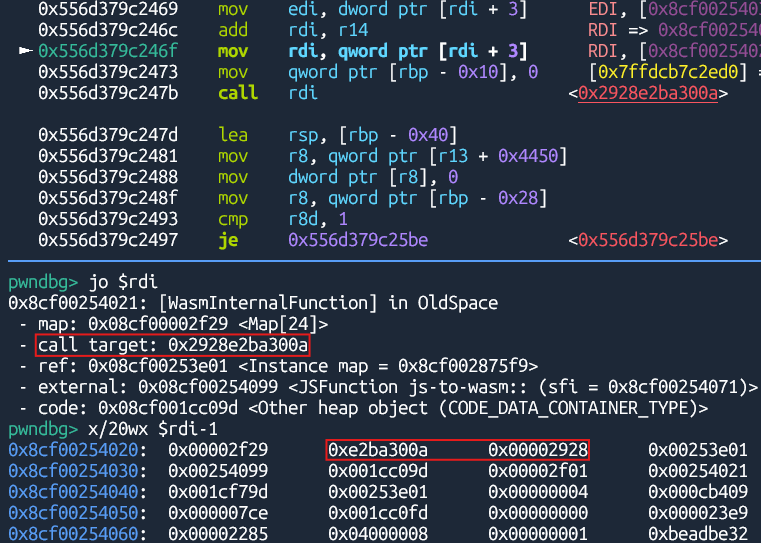 0x556d379c2469 mov edi, dword ptr [rdi + 3] EDI, [0x8cf0025403
0x556d379c246c add rdi, r14 RDI => 0x8cf002540
► 0x556d379c246f mov rdi, qword ptr [rdi + 3] RDI, [0x8cf002540
0x556d379c2473 mov qword ptr [rbp - 0x10], 0 [0x7ffdcb7c2ed0] =
0x556d379c247b call rdi <0x2928e2ba300a>
0x556d379c247d lea rsp, [rbp - 0x40]
0x556d379c2481 mov r8, qword ptr [r13 + 0x4450]
0x556d379c2488 mov dword ptr [r8], 0
0x556d379c248f mov r8, qword ptr [rbp - 0x28]
0x556d379c2493 cmp r8d, 1
0x556d379c2497 je 0x556d379c25be <0x556d379c25be>
pwndbg> jo $rdi
0x8cf00254021: [WasmInternalFunction] in OldSpace
- map: 0x08cf00002f29 <Map[24]>
- call target: 0x2928e2ba300a
- ref: 0x08cf00253e01 <Instance map = 0x8cf002875f9>
- external: 0x08cf00254099 <JSFunction js-to-wasm:: (sfi = 0x8cf00254071)>
- code: 0x08cf001cc09d <Other heap object (CODE_DATA_CONTAINER_TYPE)>
pwndbg> x/20wx $rdi-1
0x8cf00254020: 0x00002f29 0xe2ba300a 0x00002928 0x00253e01
0x8cf00254030: 0x00254099 0x001cc09d 0x00002f01 0x00254021
0x8cf00254040: 0x001cf79d 0x00253e01 0x00000004 0x000cb409
0x8cf00254050: 0x000007ce 0x001cc0fd 0x00000000 0x000023e9
0x8cf00254060: 0x00002285 0x04000008 0x00000001 0xbeadbe32